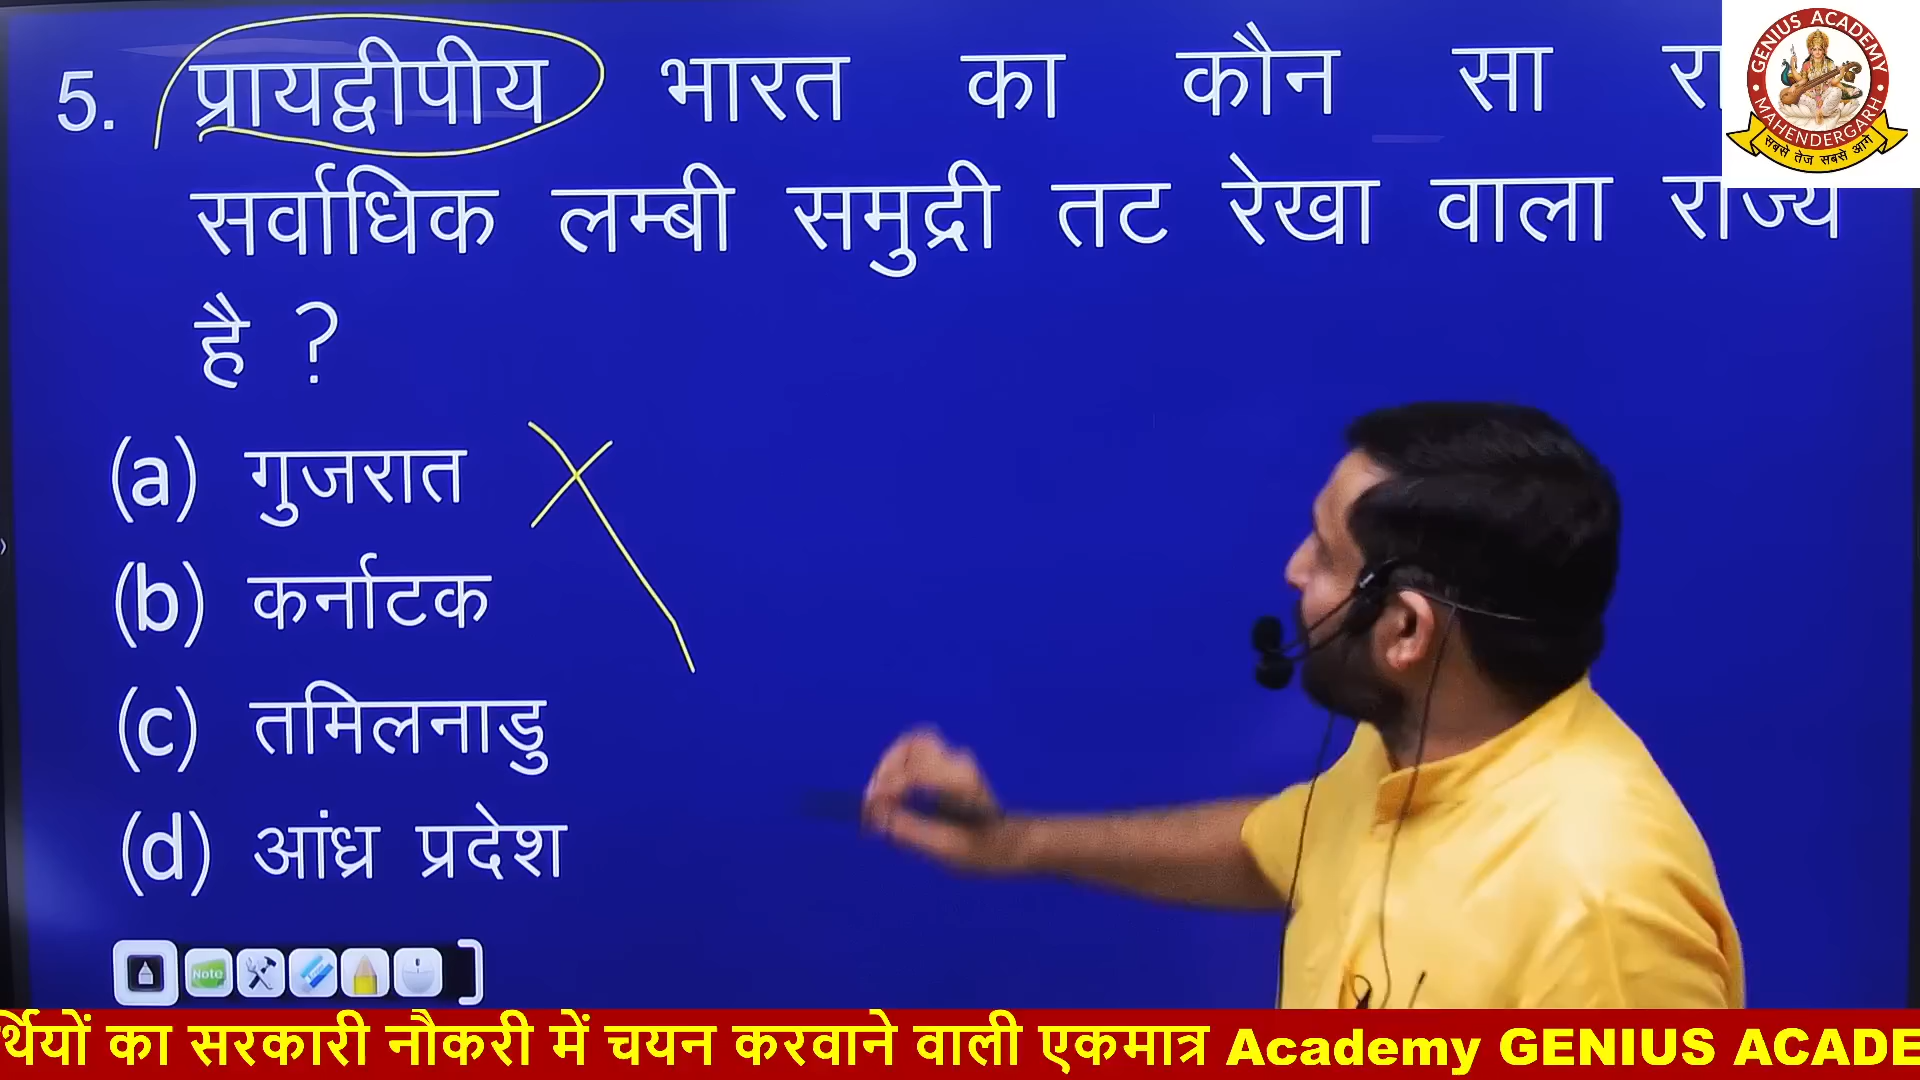 5. प्रायद्वीपीय भारत का कौन सा
सर्वाधिक लम्बी समुद्री तट रेखा वाला राज्य
है ?
(a) गुजरात
(b) कर्नाटक
(c) तमिलनाडु
(d) आंध्र प्रदेश
Note
GENIUS ACADEMY
MAHENDERGARH
सबसे तेज सबसे आगे
र्थियों का सरकारी नौकरी में चयन करवाने वाली एकमात्र Academy GENIUS ACADE